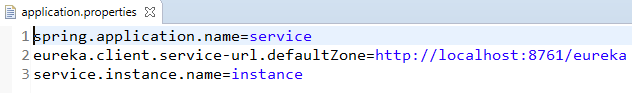 application.properties
1 spring.application.name=service
2 eureka.client.service-url.defaultZone=http://localhost:8761/eureka
3 service.instance.name=instance